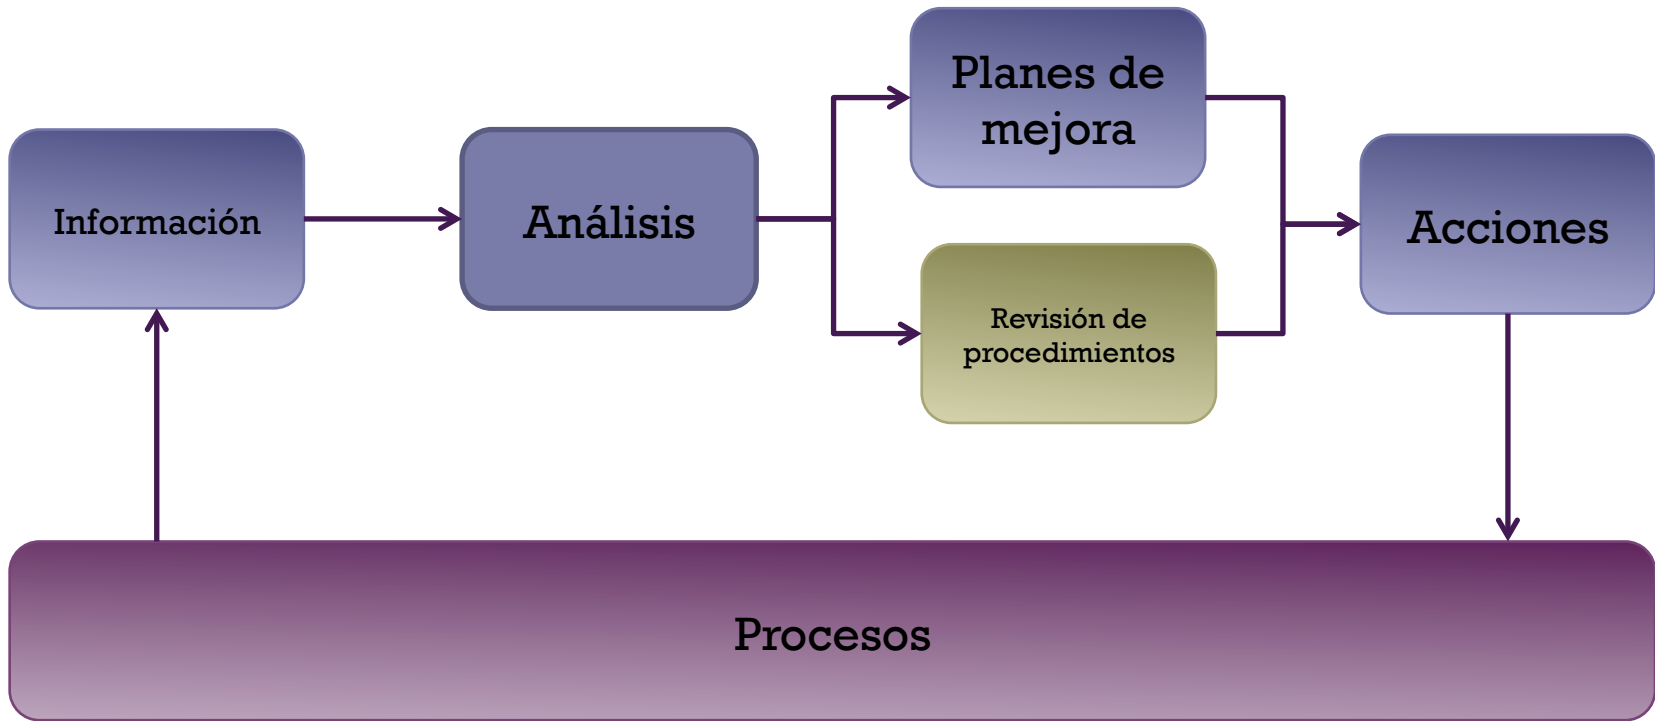 Planes de
mejora
Información
Análisis
Acciones
Revisión de
procedimientos
Procesos